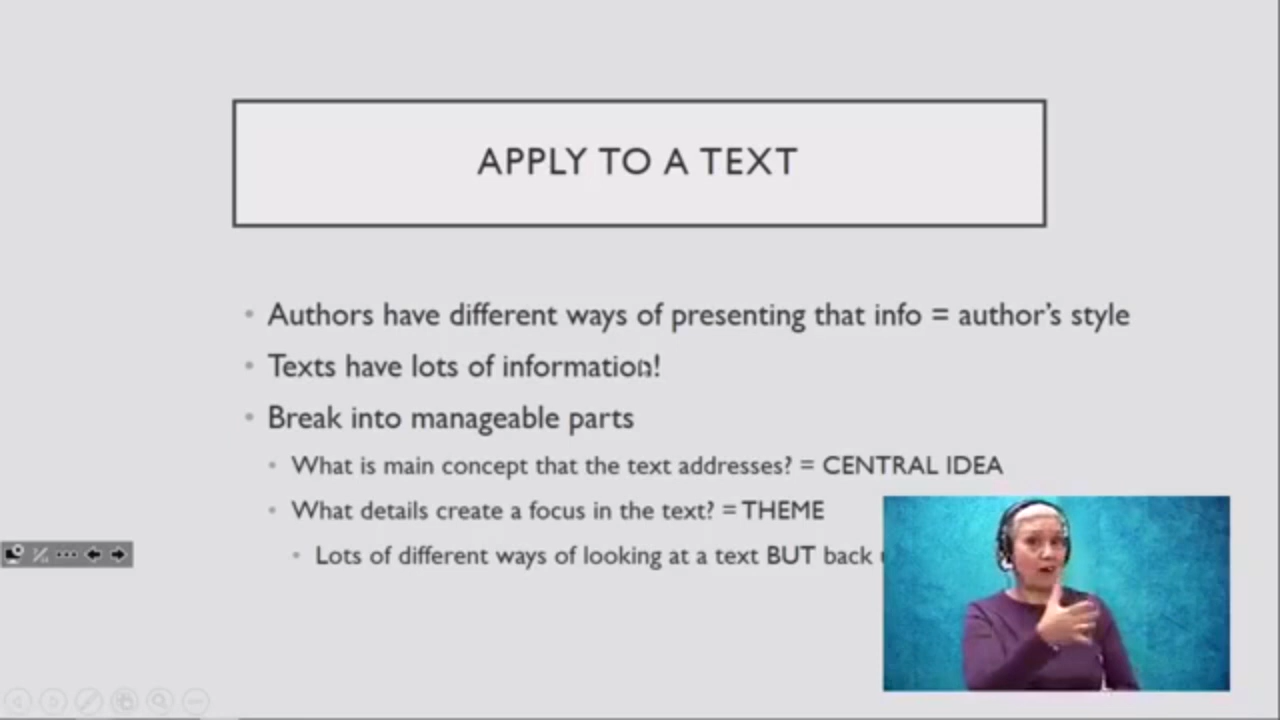 APPLY TO A TEXT
Authors have different ways of presenting that info = author's style
Texts have lots of information!
Break into manageable parts
What is main concept that the text addresses? = CENTRAL IDEA
What details create a focus in the text? = THEME
Lots of different ways of looking at a text BUT back